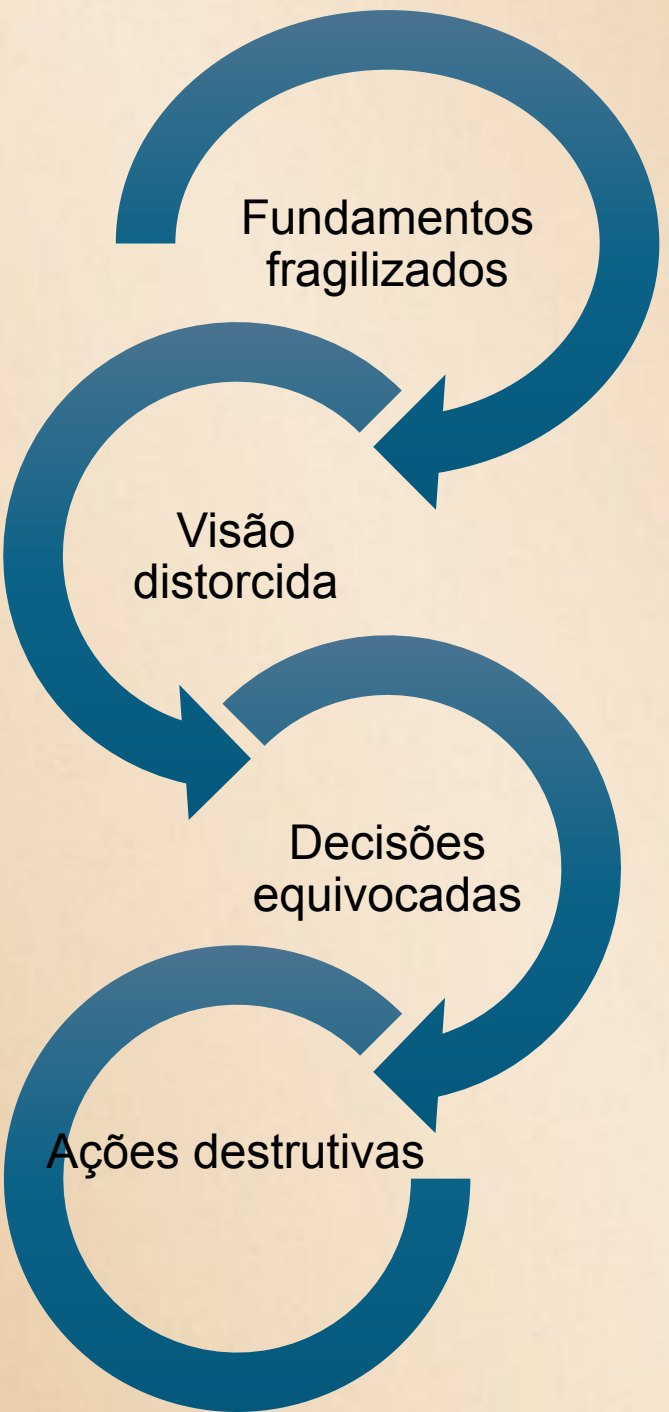 Fundamentos
fragilizados
Visão
distorcida
Decisões
equivocadas
Ações destrutivas